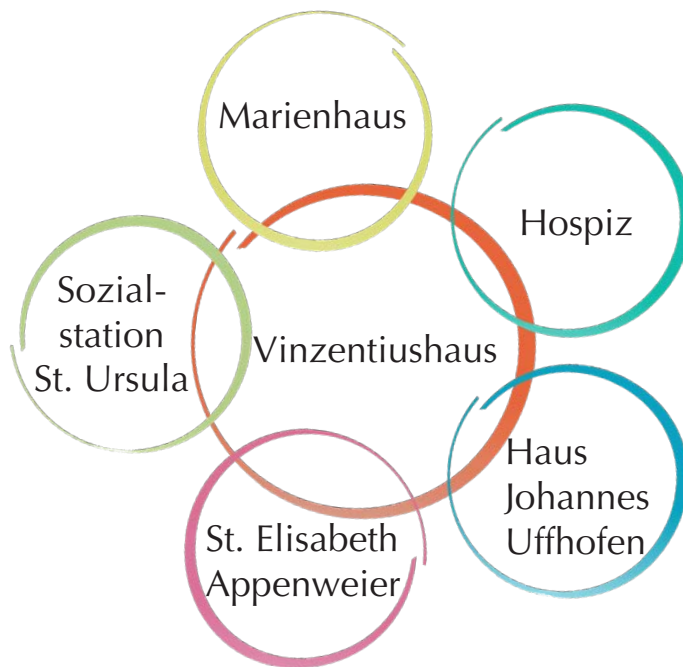 Marienhaus
Hospiz
Sozial-
station
St. Ursula
Vinzentiushaus
Haus
Johannes
Uffhofen
St. Elisabeth
Appenweier